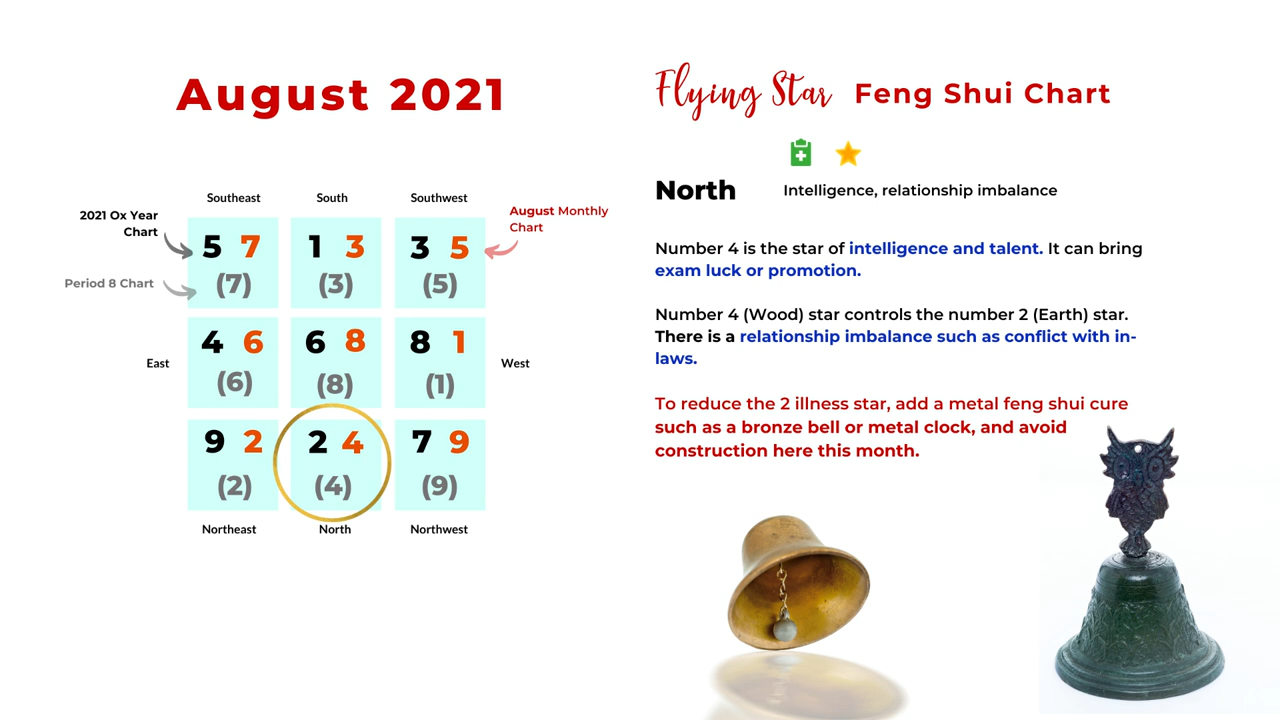 August 2021
Flying Star Feng Shui Chart
Southeast South Southwest
2021 Ox Year
Chart
August Monthly
Chart
Period 8 Chart
5 7 1 3 3 5
(7) (3) (5)
East
4 6 6 8 8 1
(6) (8) (1)
West
9 2 2 4 7 9
(2) (4) (9)
Northeast North Northwest
North Intelligence, relationship imbalance
Number 4 is the star of intelligence and talent. It can bring
exam luck or promotion.
Number 4 (Wood) star controls the number 2 (Earth) star.
There is a relationship imbalance such as conflict with in-
laws.
To reduce the 2 illness star, add a metal feng shui cure
such as a bronze bell or metal clock, and avoid
construction here this month.